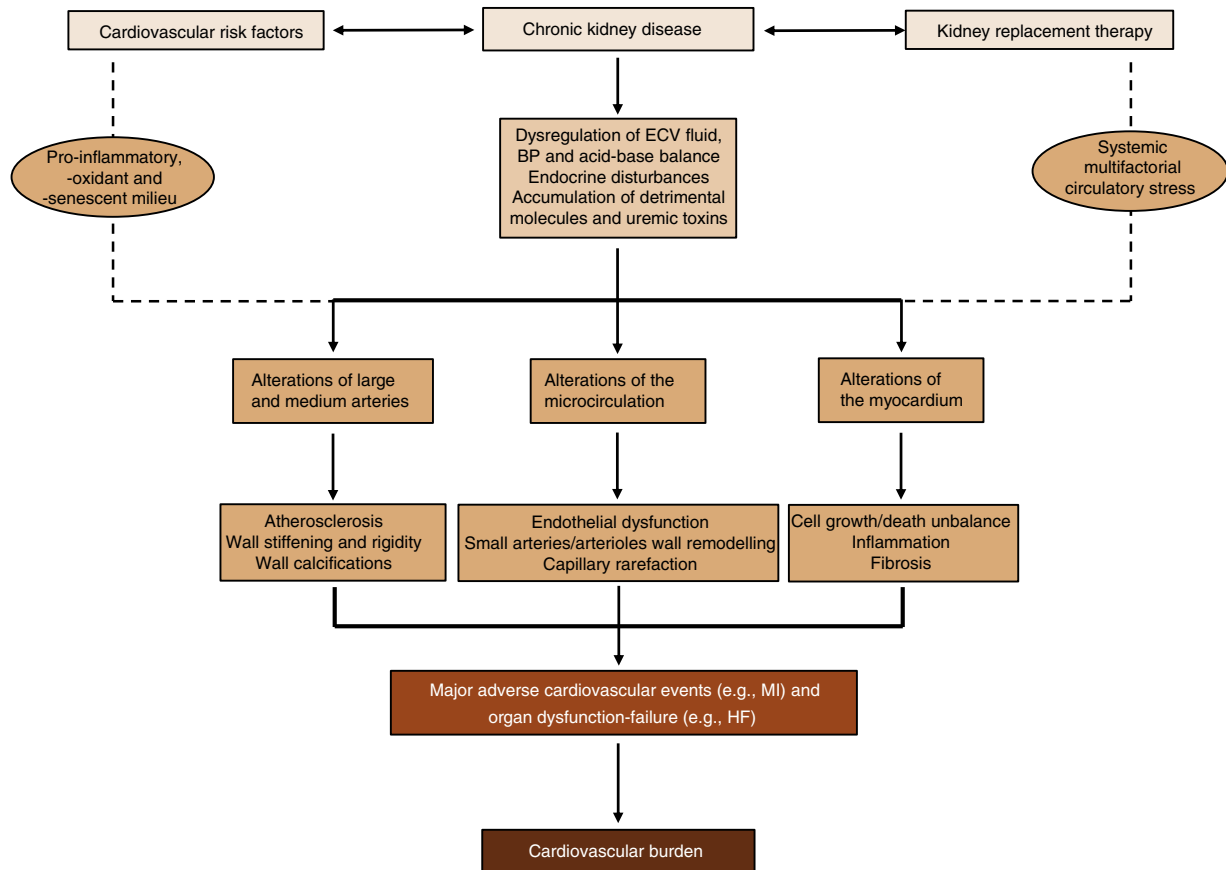 Cardiovascular risk factors
Chronic kidney disease
Kidney replacement therapy
Pro-inflammatory,
-oxidant and
-senescent milieu
Dysregulation of ECV fluid,
BP and acid-base balance
Endocrine disturbances
Accumulation of detrimental
molecules and uremic toxins
Systemic
multifactorial
circulatory stress
Alterations of large
and medium arteries
Alterations of the
microcirculation
Alterations of
the myocardium
Atherosclerosis
Wall stiffening and rigidity
Wall calcifications
Endothelial dysfunction
Small arteries/arterioles wall remodelling
Capillary rarefaction
Cell growth/death unbalance
Inflammation
Fibrosis
Major adverse cardiovascular events (e.g., MI) and
organ dysfunction-failure (e.g., HF)
Cardiovascular burden